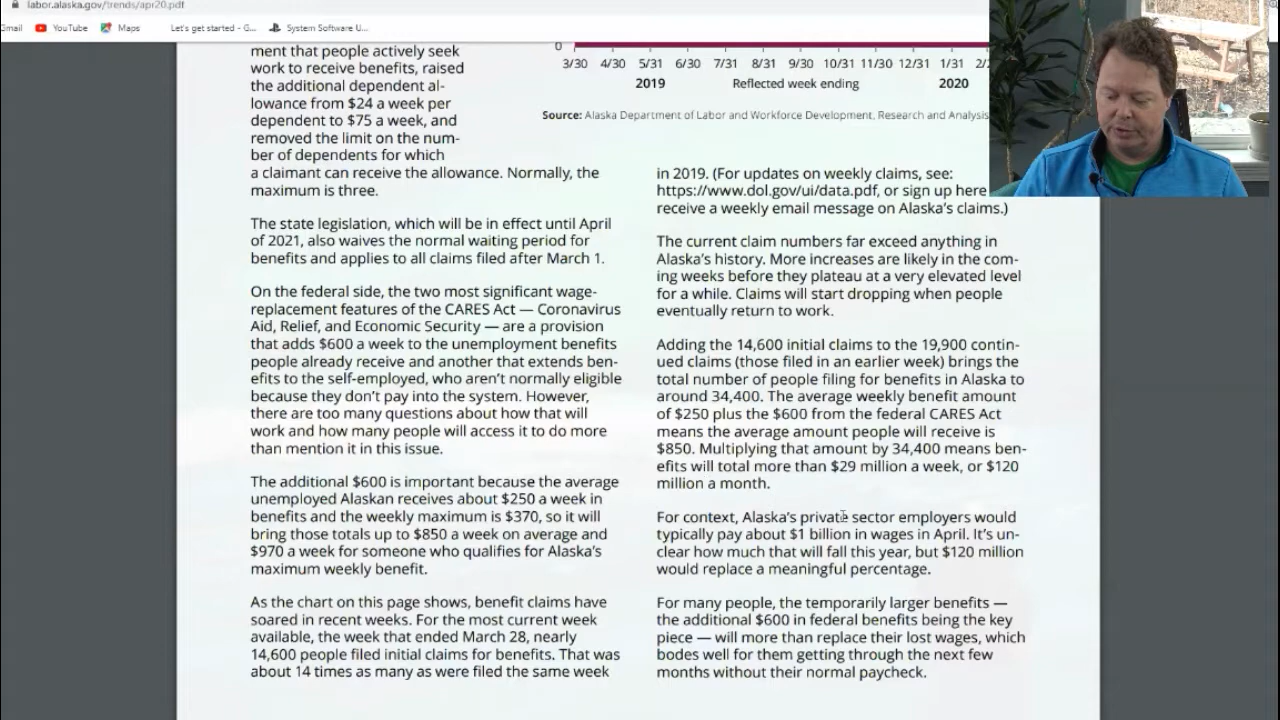 labor.alaska.gov/trends/apr20.pdf
Gmail
YouTube
Maps
Let's get started - G...
System Software U...
ment that people actively seek
work to receive benefits, raised
the additional dependent al-
lowance from $24 a week per
dependent to $75 a week, and
removed the limit on the num-
ber of dependents for which
a claimant can receive the allowance. Normally, the
maximum is three.
The state legislation, which will be in effect until April
of 2021, also waives the normal waiting period for
benefits and applies to all claims filed after March 1.
On the federal side, the two most significant wage-
replacement features of the CARES Act — Coronavirus
Aid, Relief, and Economic Security — are a provision
that adds $600 a week to the unemployment benefits
people already receive and another that extends ben-
efits to the self-employed, who aren't normally eligible
because they don't pay into the system. However,
there are too many questions about how that will
work and how many people will access it to do more
than mention it in this issue.
The additional $600 is important because the average
unemployed Alaskan receives about $250 a week in
benefits and the weekly maximum is $370, so it will
bring those totals up to $850 a week on average and
$970 a week for someone who qualifies for Alaska's
maximum weekly benefit.
As the chart on this page shows, benefit claims have
soared in recent weeks. For the most current week
available, the week that ended March 28, nearly
14,600 people filed initial claims for benefits. That was
about 14 times as many as were filed the same week
0
3/30 4/30 5/31 6/30 7/31 8/31 9/30 10/31 11/30 12/31 1/31 2/
2019 Reflected week ending 2020
Source: Alaska Department of Labor and Workforce Development, Research and Analysis
in 2019. (For updates on weekly claims, see:
https://www.dol.gov/ui/data.pdf, or sign up here
receive a weekly email message on Alaska's claims.)
The current claim numbers far exceed anything in
Alaska's history. More increases are likely in the com-
ing weeks before they plateau at a very elevated level
for a while. Claims will start dropping when people
eventually return to work.
Adding the 14,600 initial claims to the 19,900 contin-
ued claims (those filed in an earlier week) brings the
total number of people filing for benefits in Alaska to
around 34,400. The average weekly benefit amount
of $250 plus the $600 from the federal CARES Act
means the average amount people will receive is
$850. Multiplying that amount by 34,400 means ben-
efits will total more than $29 million a week, or $120
million a month.
For context, Alaska's private sector employers would
typically pay about $1 billion in wages in April. It's un-
clear how much that will fall this year, but $120 million
would replace a meaningful percentage.
For many people, the temporarily larger benefits —
the additional $600 in federal benefits being the key
piece — will more than replace their lost wages, which
bodes well for them getting through the next few
months without their normal paycheck.